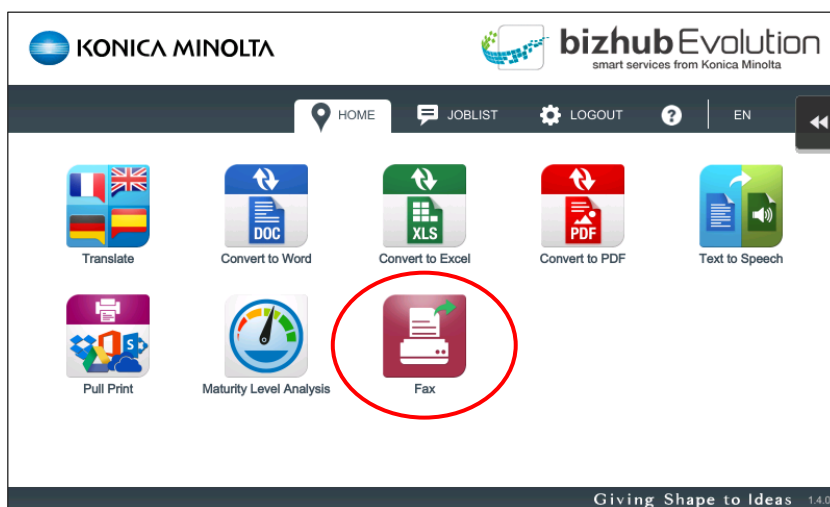 KONICA MINOLTA
bizhub Evolution
smart services from Konica Minolta
HOME JOBLIST LOGOUT ? EN
DOC XLS PDF
Translate Convert to Word Convert to Excel Convert to PDF Text to Speech
S
Pull Print Maturity Level Analysis Fax
Giving Shape to Ideas 1.4.0